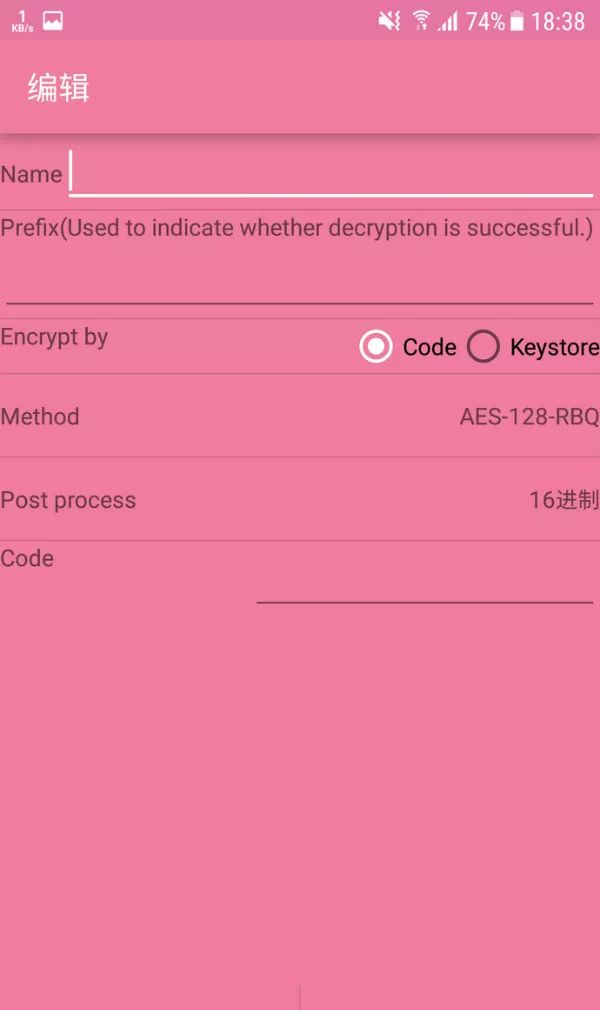 1
KB/s
74% 18:38
编辑
Name
Prefix(Used to indicate whether decryption is successful.)
Encrypt by Code Keystore
Method AES-128-RBQ
Post process 16进制
Code